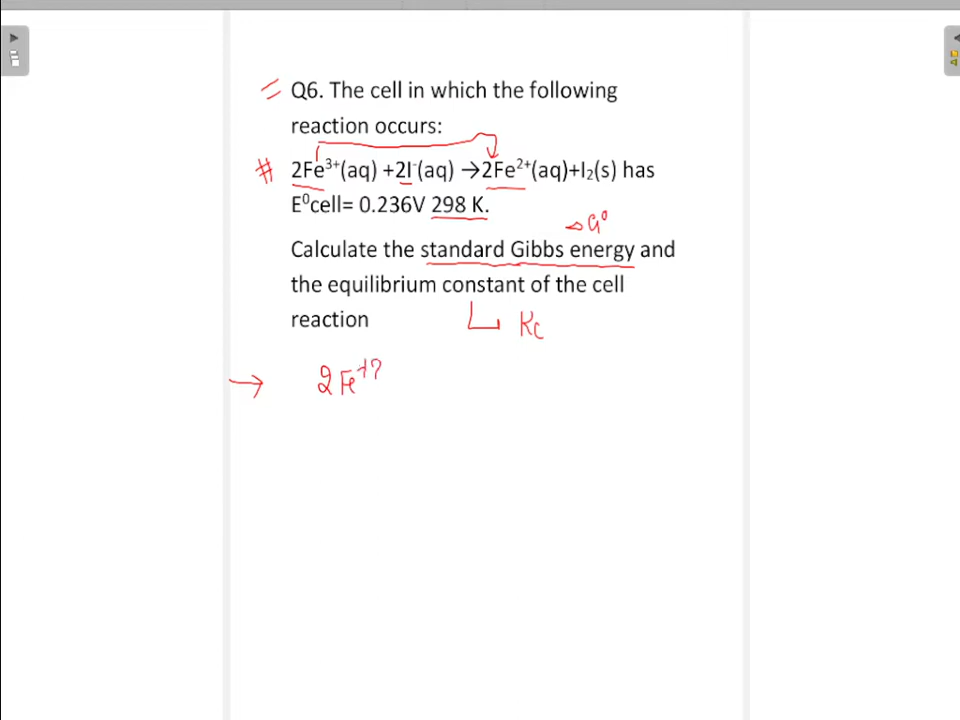 Q6. The cell in which the following
reaction occurs:
# 2Fe³⁺(aq) +2I⁻(aq) →2Fe²⁺(aq)+I₂(s) has
E⁰cell= 0.236V 298 K.
△G⁰
Calculate the standard Gibbs energy and
the equilibrium constant of the cell
reaction
Kc
→ 2Fe⁺³